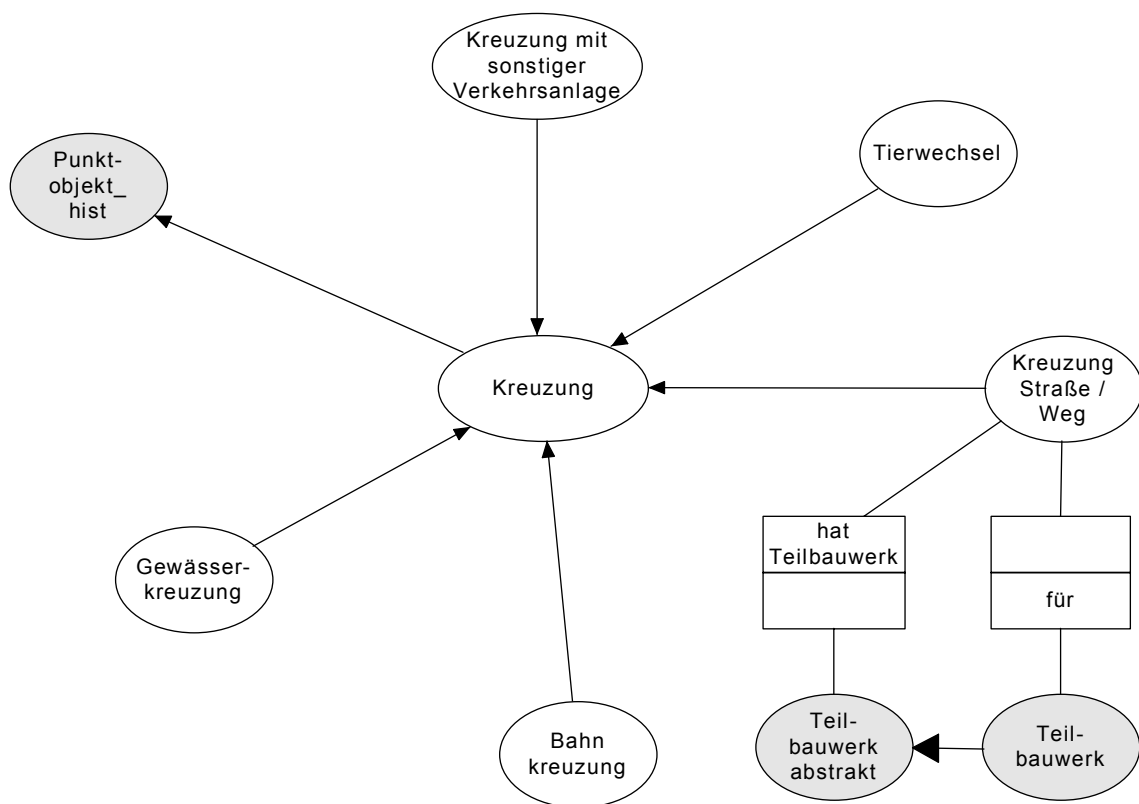 Kreuzung mit
sonstiger
Verkehrsanlage
Tierwechsel
Punkt-
objekt_
hist
Kreuzung
Kreuzung
Straße /
Weg
Gewässer-
kreuzung
hat
Teilbauwerk
für
Bahn
kreuzung
Teil-
bauwerk
abstrakt
Teil-
bauwerk